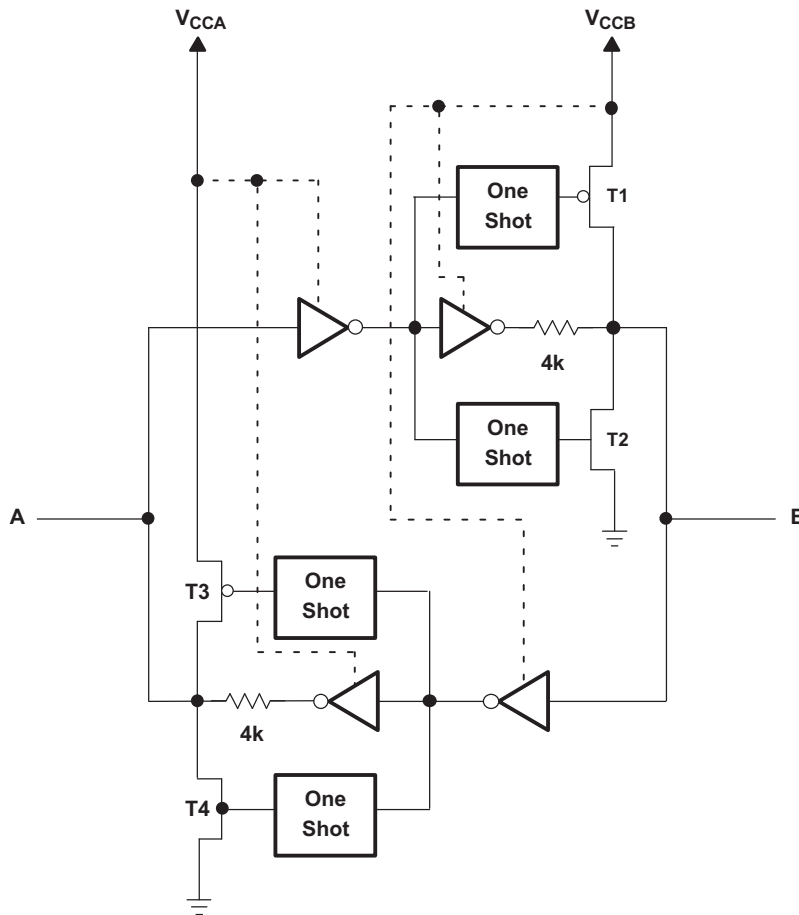 VCCA
VCCB
One
Shot
T1
4k
One
Shot
T2
A
B
T3
One
Shot
4k
T4
One
Shot